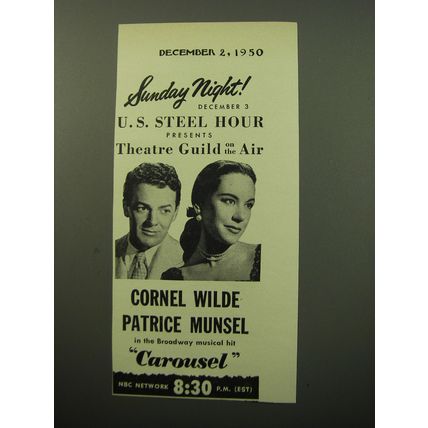 DECEMBER 2, 1950
Sunday Night!
DECEMBER 3
U.S. STEEL HOUR
PRESENTS
Theatre Guild on the Air
CORNEL WILDE
PATRICE MUNSEL
in the Broadway musical hit
"Carousel"
NBC NETWORK 8:30 P.M. (EST)